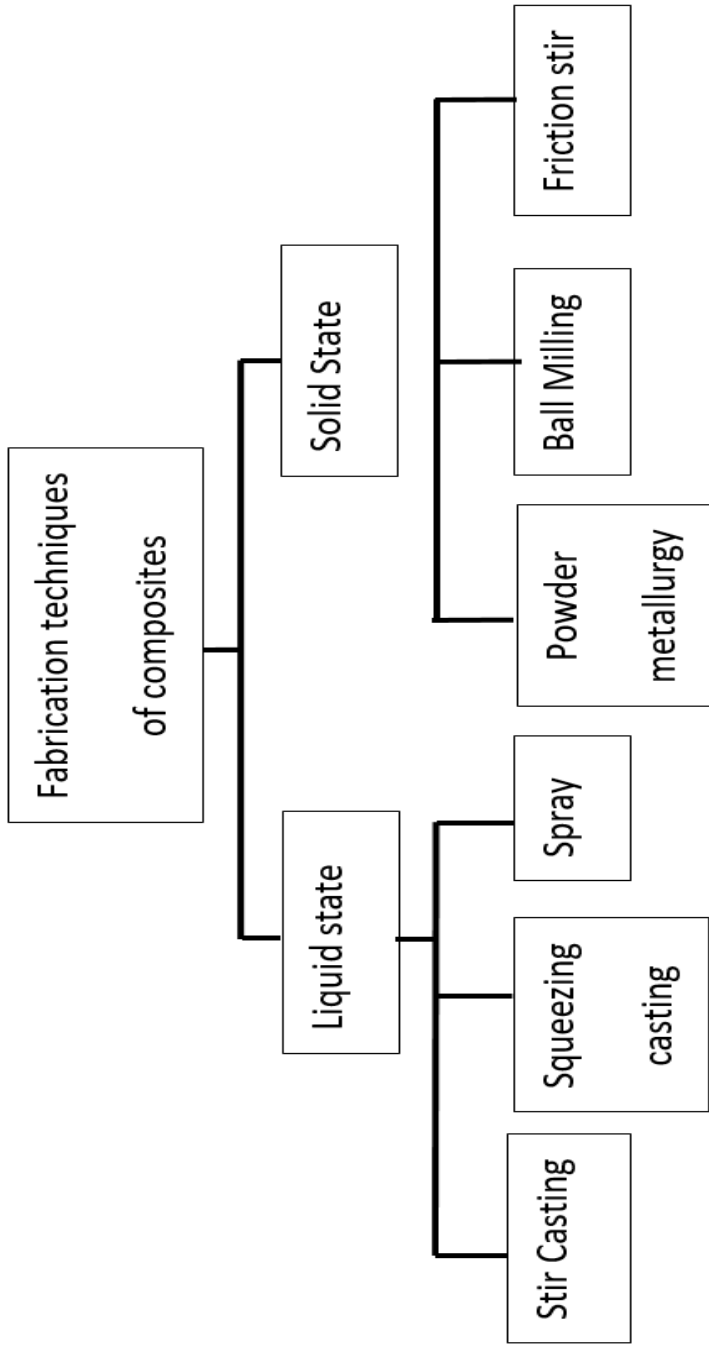 Fabrication techniques
of composites
Liquid state
Solid State
Stir Casting
Squeezing
casting
Spray
Powder
metallurgy
Ball Milling
Friction stir